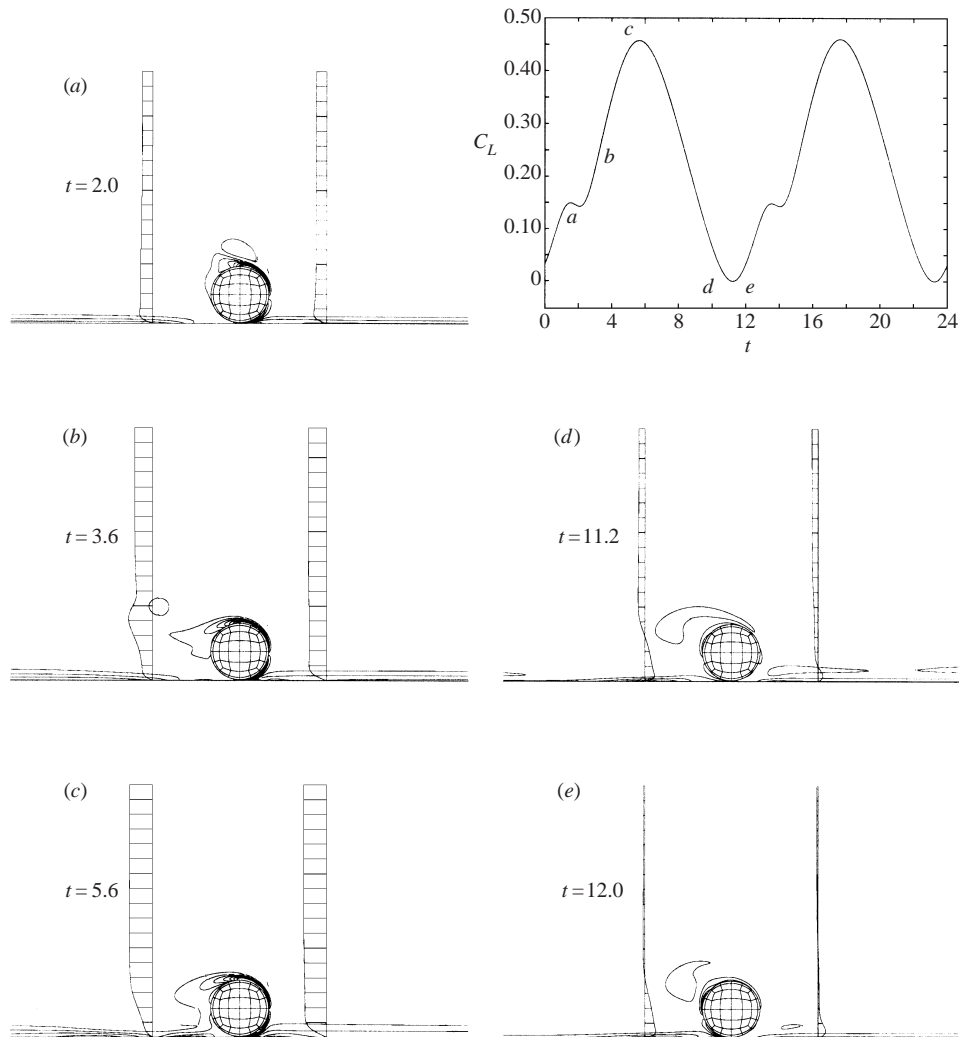 (a)
t = 2.0
0.50
0.40
0.30
0.20
0.10
0
C_L
a
b
c
d
e
0 4 8 12 16 20 24
t
(b)
t = 3.6
(d)
t = 11.2
(c)
t = 5.6
(e)
t = 12.0